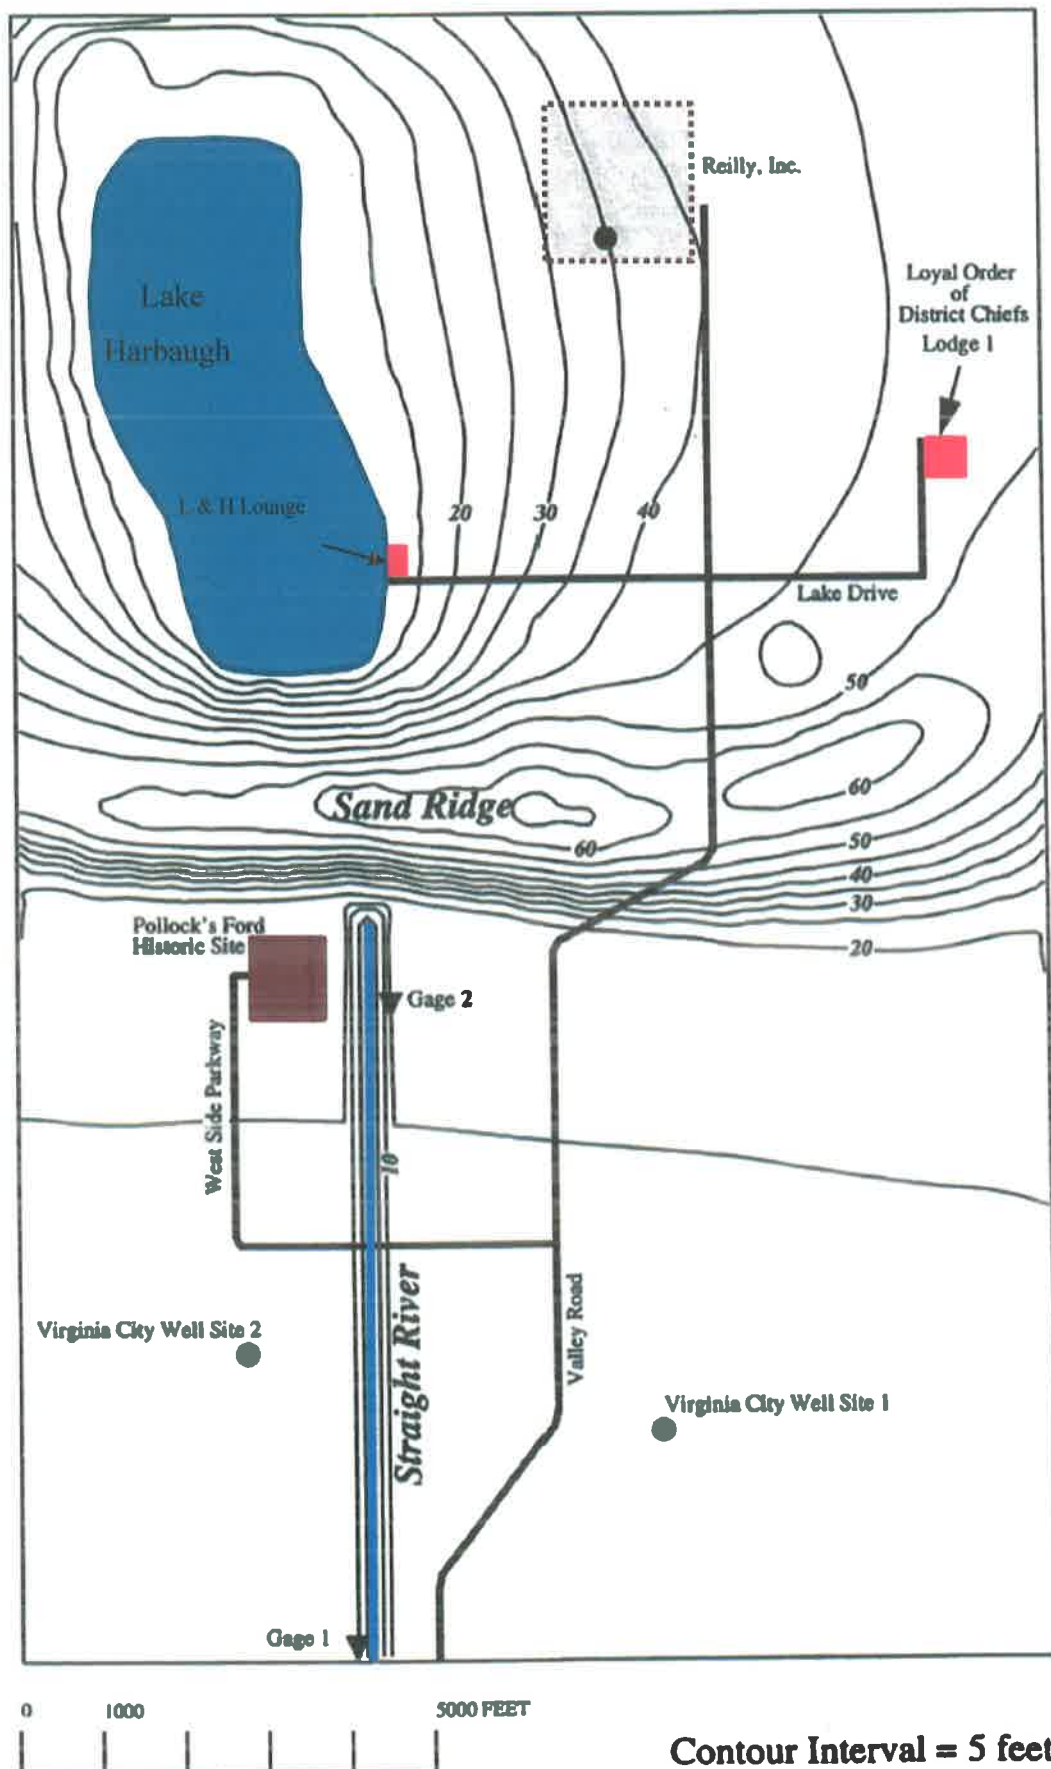 Reilly, Inc.
Loyal Order
of
District Chiefs
Lodge 1
Lake
Harbaugh
L & H Lounge
20
30
40
Lake Drive
50
60
Sand Ridge
60
50
40
30
20
Pollock's Ford
Historic Site
Gage 2
West Side Parkway
10
Straight River
Valley Road
Virginia City Well Site 2
Virginia City Well Site 1
Gage 1
0 1000 5000 FEET
Contour Interval = 5 feet